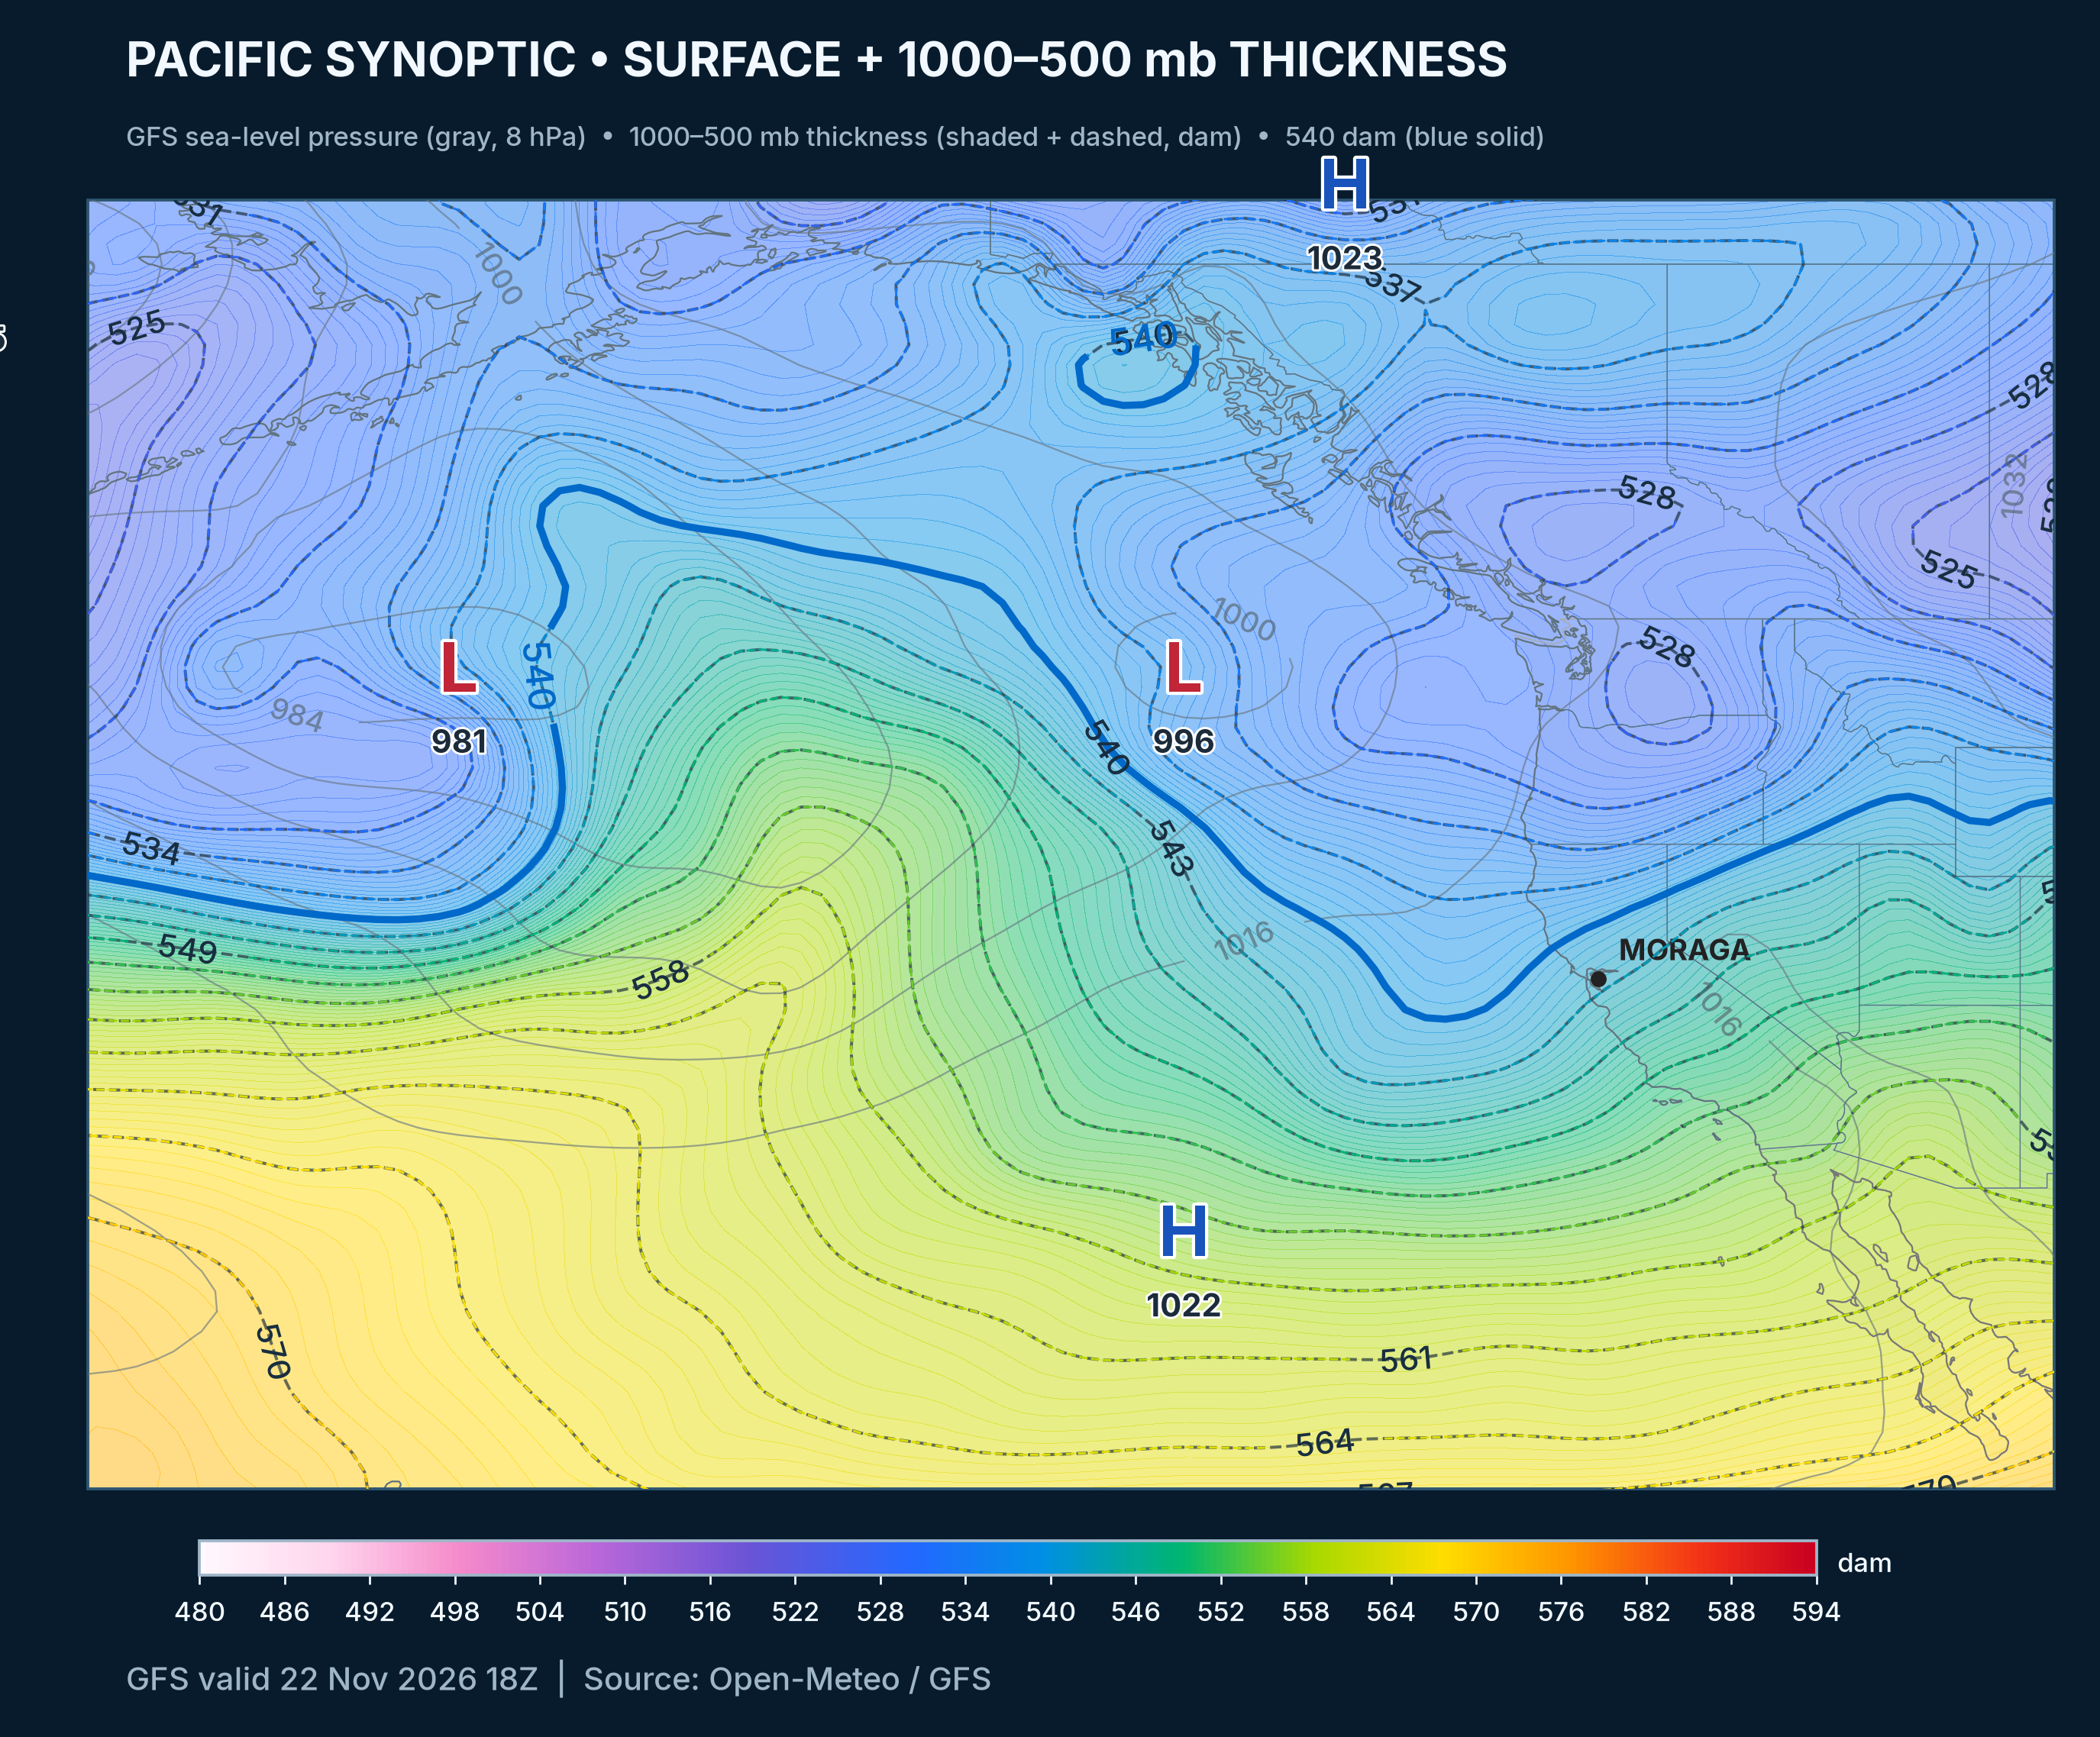 PACIFIC SYNOPTIC • SURFACE + 1000–500 mb THICKNESS
GFS sea-level pressure (gray, 8 hPa) • 1000–500 mb thickness (shaded + dashed, dam) • 540 dam (blue solid)
H
1023
1000
537
525
540
528
1032
528
525
1000
528
L
981
540
984
L
996
540
543
534
549
558
1016
MORAGA
1016
H
1022
570
561
564
dam
480 486 492 498 504 510 516 522 528 534 540 546 552 558 564 570 576 582 588 594
GFS valid 22 Nov 2026 18Z | Source: Open-Meteo / GFS